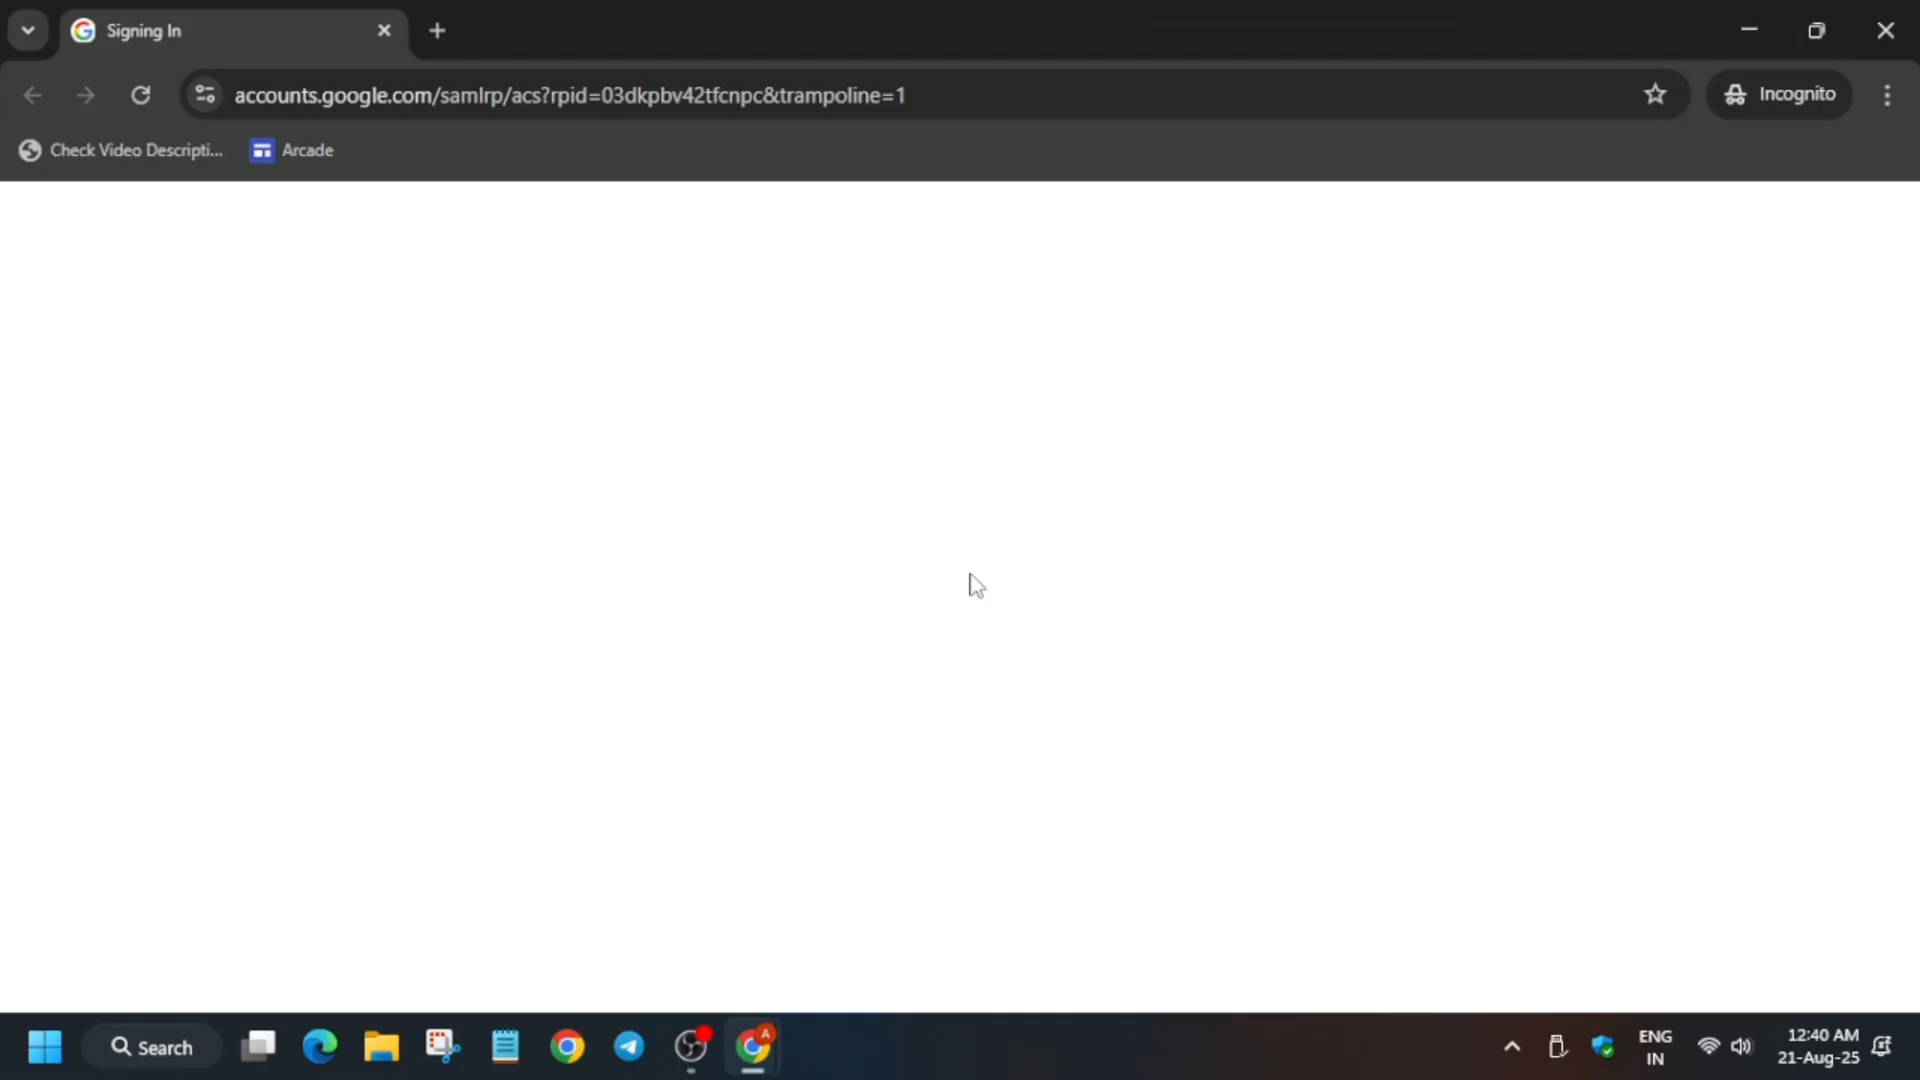 Signing In
accounts.google.com/samlrp/acs?rpid=03dkpbv42tfcnpc&trampoline=1
Incognito
Check Video Descripti...
Arcade
Search
A
ENG
IN
12:40 AM
21-Aug-25